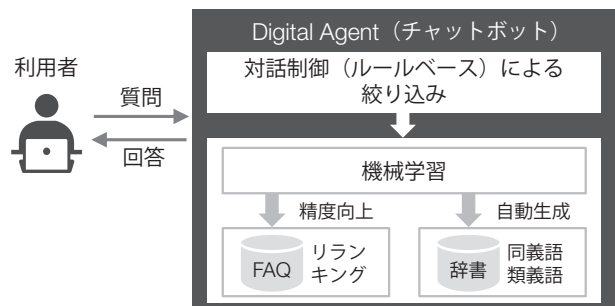 Digital Agent（チャットボット）
利用者
質問
回答
対話制御（ルールベース）による
絞り込み
機械学習
精度向上
自動生成
FAQ
リラン
キング
辞書
同義語
類義語